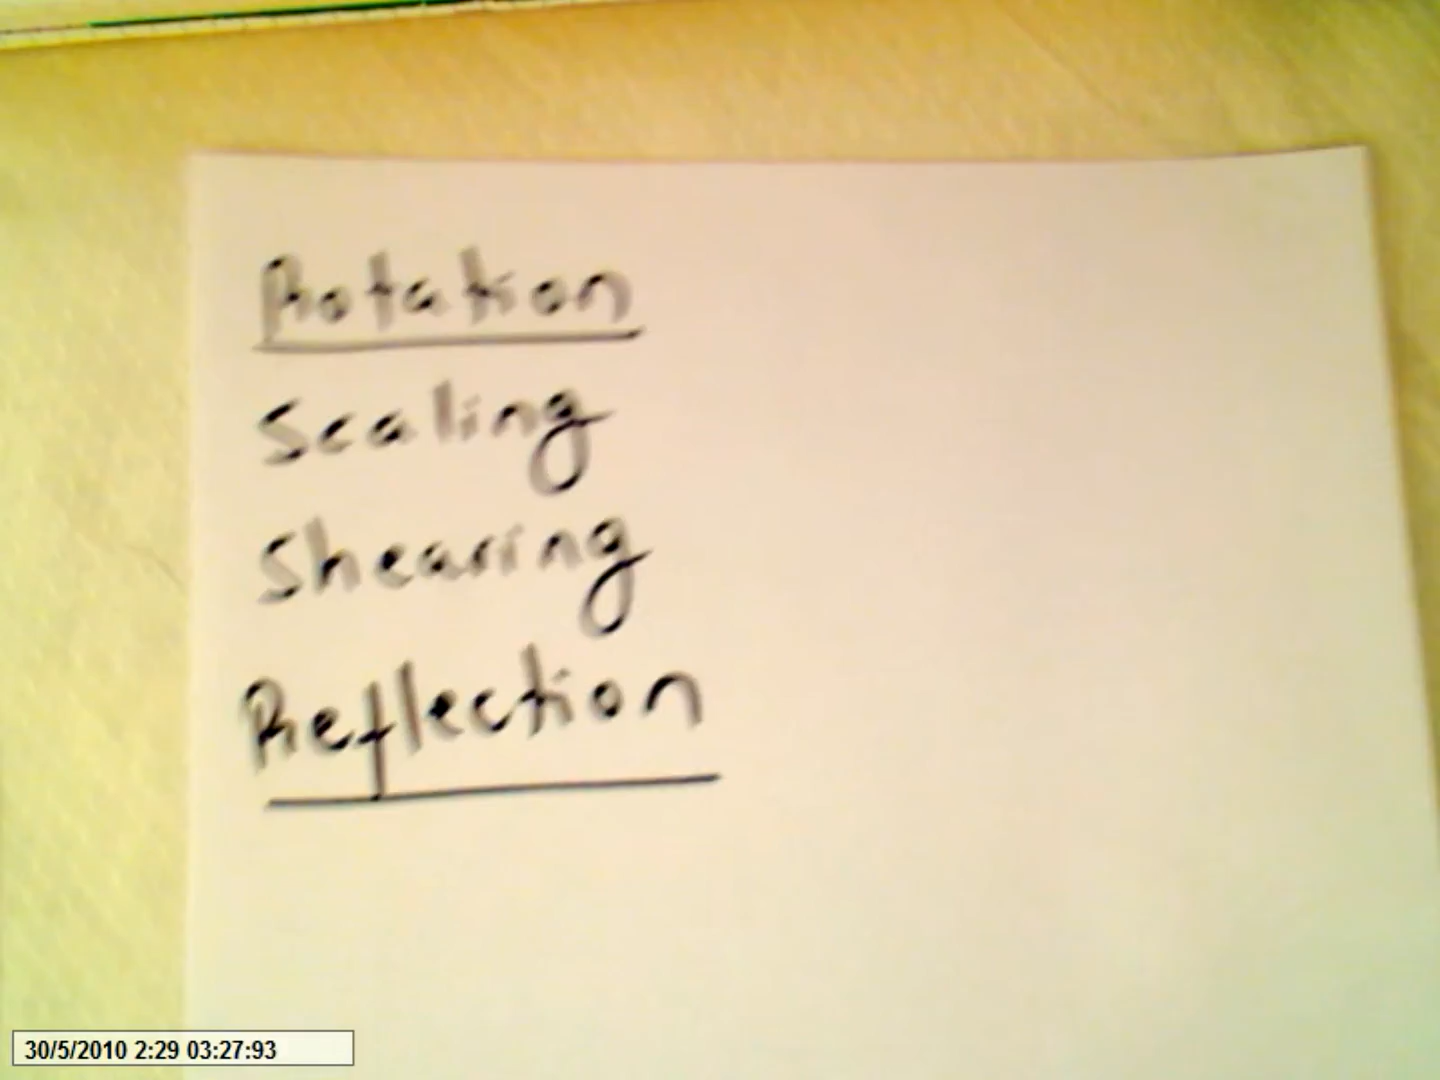 Rotation
Scaling
Shearing
Reflection
30/5/2010 2:29 03:27:93